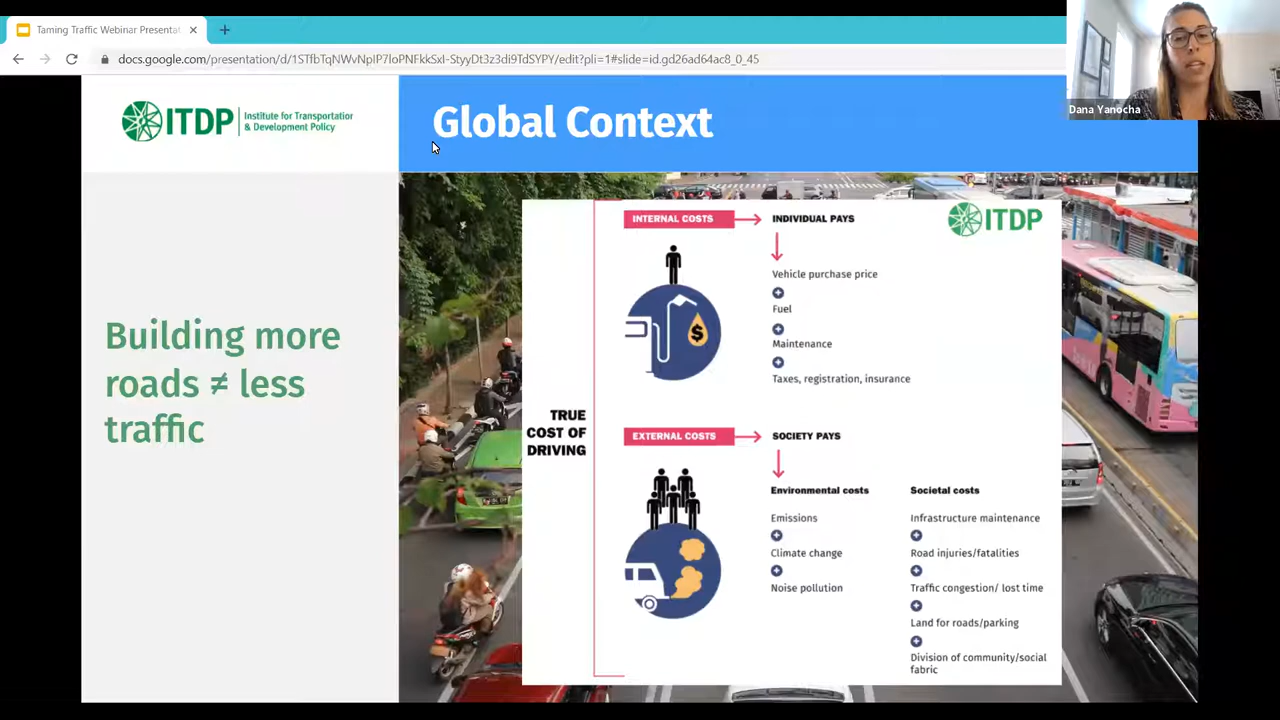 Taming Traffic Webinar Presentat
docs.google.com/presentation/d/1STfbTqNWvNpIP7loPNFkkSxI-StyyDt3z3di9TdSYPY/edit?pli=1#slide=id.gd26ad64ac8_0_45
Dana Yanocha
ITDP
Institute for Transportation
& Development Policy
Global Context
Building more
roads ≠ less
traffic
ITDP
TRUE
COST OF
DRIVING
INTERNAL COSTS
INDIVIDUAL PAYS
$
Vehicle purchase price
Fuel
Maintenance
Taxes, registration, insurance
EXTERNAL COSTS
SOCIETY PAYS
Environmental costs
Emissions
Climate change
Noise pollution
Societal costs
Infrastructure maintenance
Road injuries/fatalities
Traffic congestion/ lost time
Land for roads/parking
Division of community/social
fabric